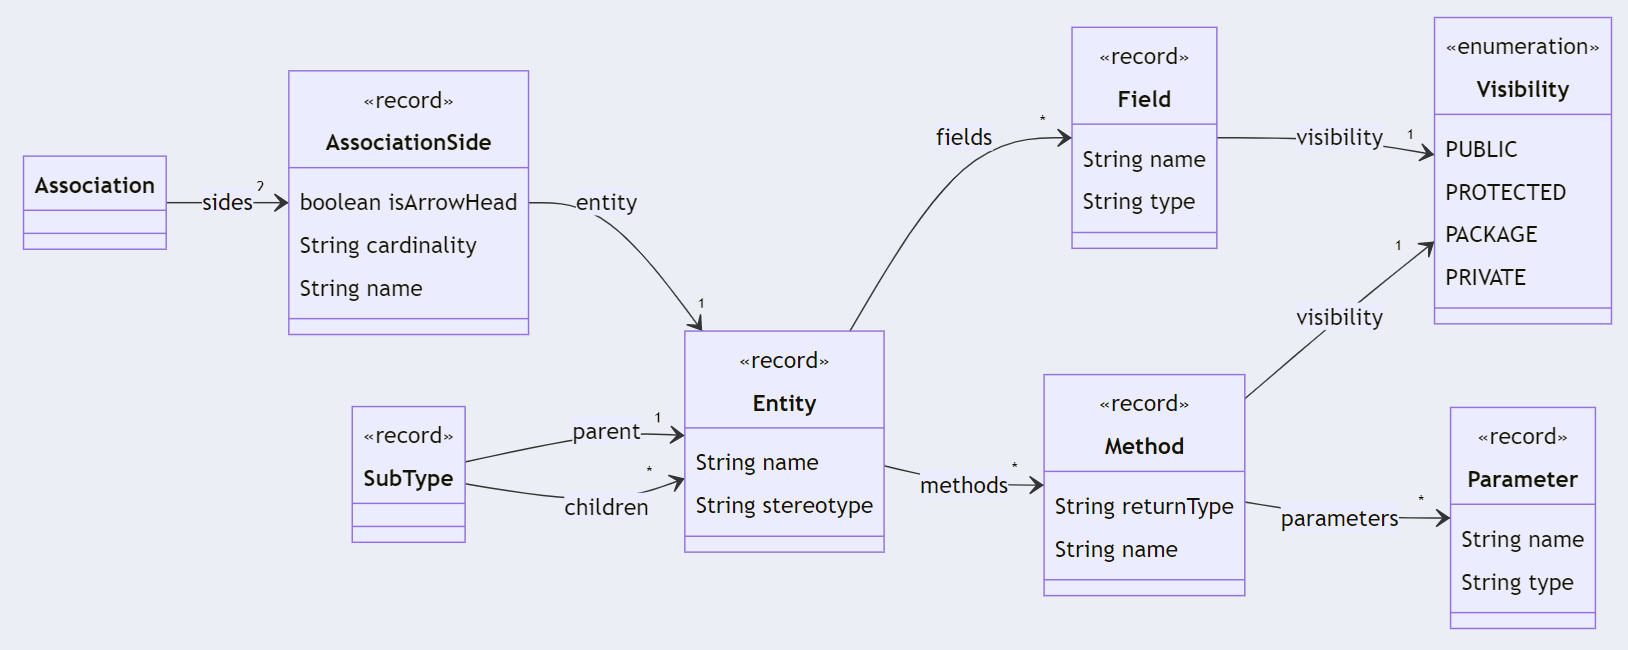 Association
sides
2
«record»
AssociationSide
boolean isArrowHead
String cardinality
String name
entity
1
«record»
SubType
parent
1
children
*
«record»
Entity
String name
String stereotype
fields
*
methods
*
«record»
Field
String name
String type
visibility
1
«record»
Method
String returnType
String name
visibility
1
parameters
*
«enumeration»
Visibility
PUBLIC
PROTECTED
PACKAGE
PRIVATE
«record»
Parameter
String name
String type